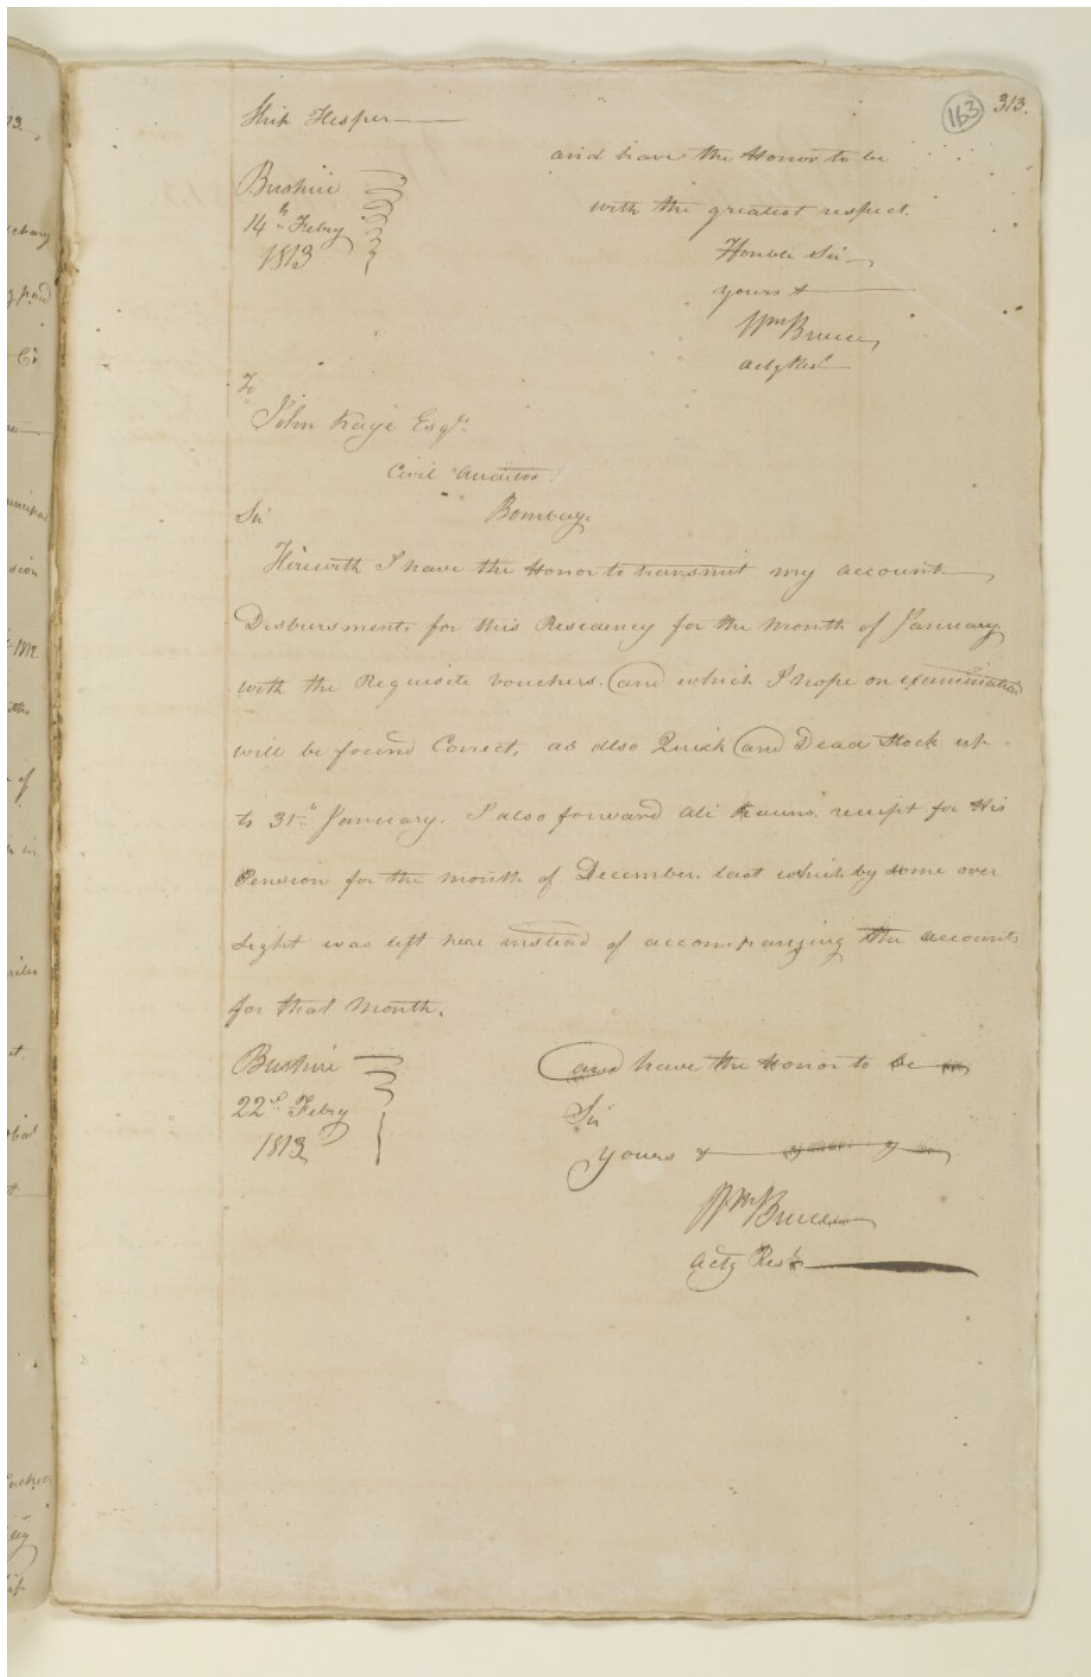 163 313.
Ship Hesper
and have the Honor to be
with the greatest respect.
Honble Sir
yours &
Wm Bruce
Actg Rest
Bushire
14th Febry
1813
To
John Kaye Esqr.
Civil Auditor
Bombay.
Sir
Herewith I have the Honor to transmit my account
Disbursments for this Residency for the Month of January
with the Requisite vouchers. and which I hope on examination
will be found Correct, as also Quick and Dead Stock up
to 31st January. I also forward Ali receipt for His
Pension for the month of December. last which by some over
sight was left here instead of accompanying the accounts
for that Month.
and have the Honor to be
Sir
yours &
Wm Bruce
Actg Rest
Bushire
22d Febry
1813